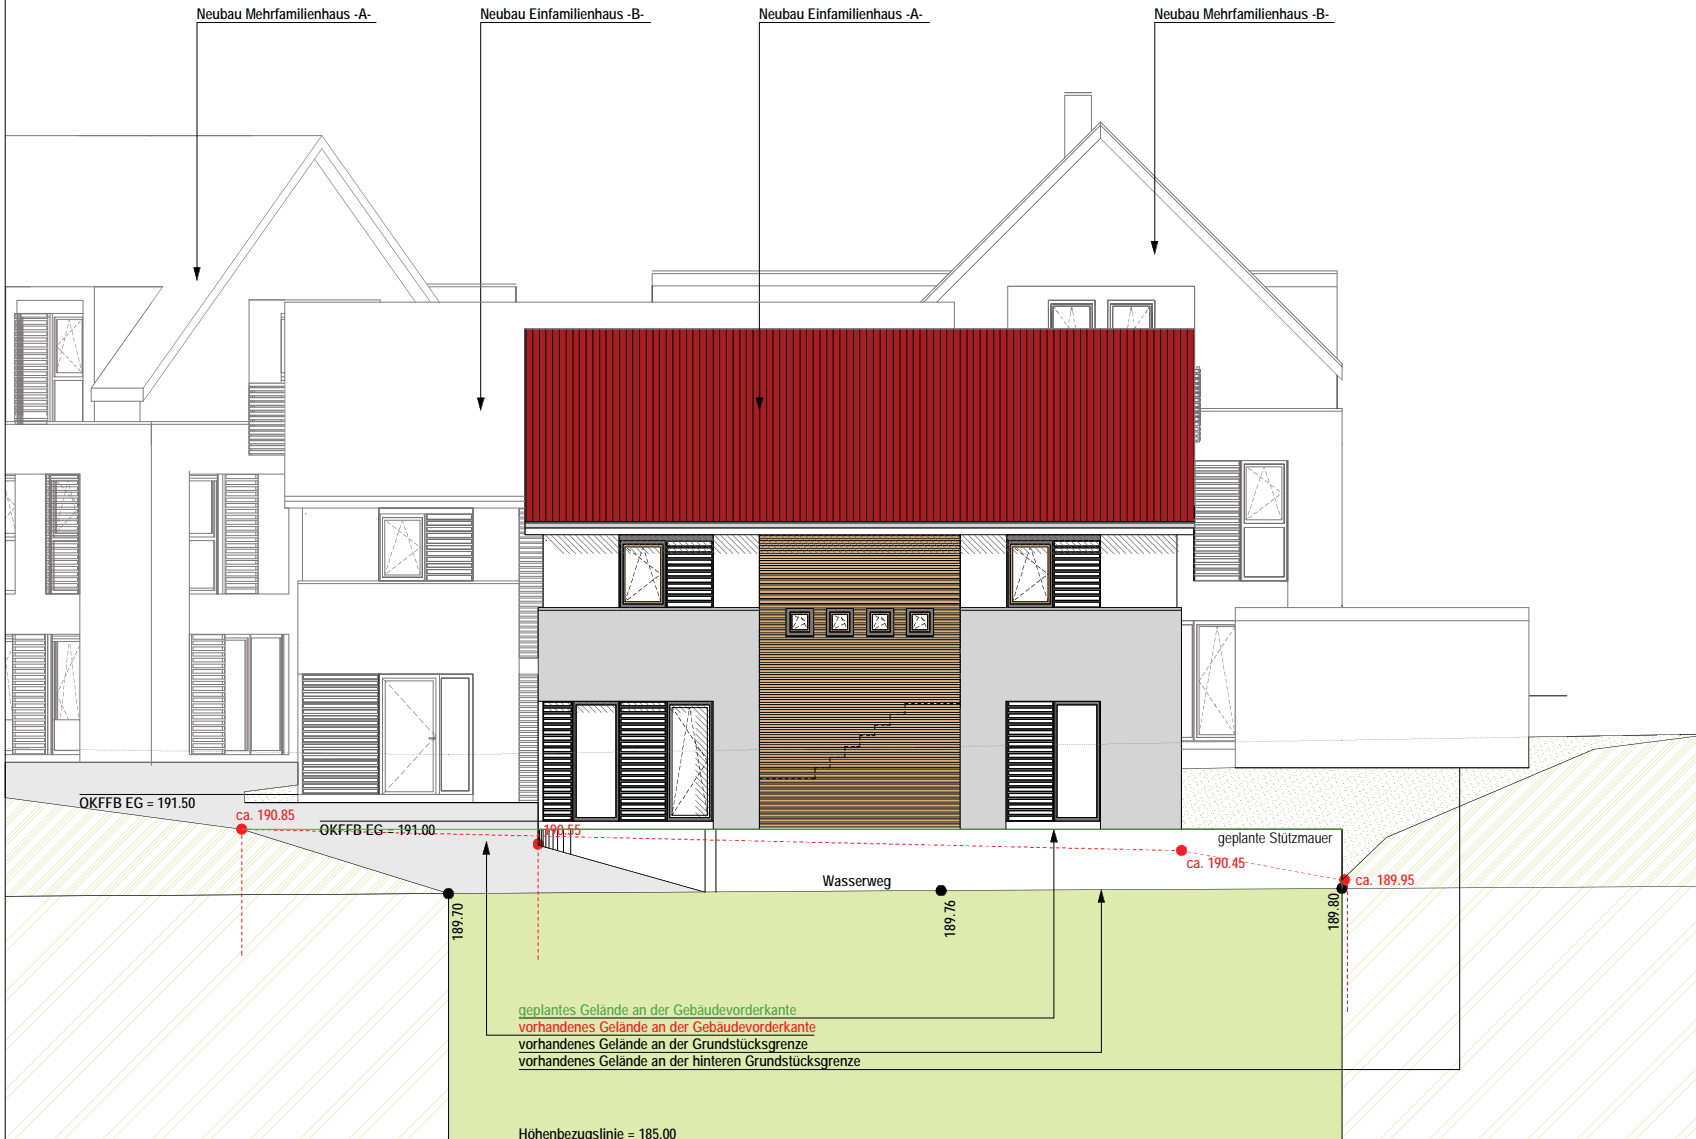 Neubau Mehrfamilienhaus -A-
Neubau Einfamilienhaus -B-
Neubau Einfamilienhaus -A-
Neubau Mehrfamilienhaus -B-
OKFFB EG = 191.50
ca. 190.85
OKFFB EG = 191.00
190.55
geplante Stützmauer
ca. 190.45
Wasserweg
ca. 189.95
189.70
189.76
189.80
geplantes Gelände an der Gebäudevorderkante
vorhandenes Gelände an der Gebäudevorderkante
vorhandenes Gelände an der Grundstücksgrenze
vorhandenes Gelände an der hinteren Grundstücksgrenze
Höhenbezugslinie = 185.00